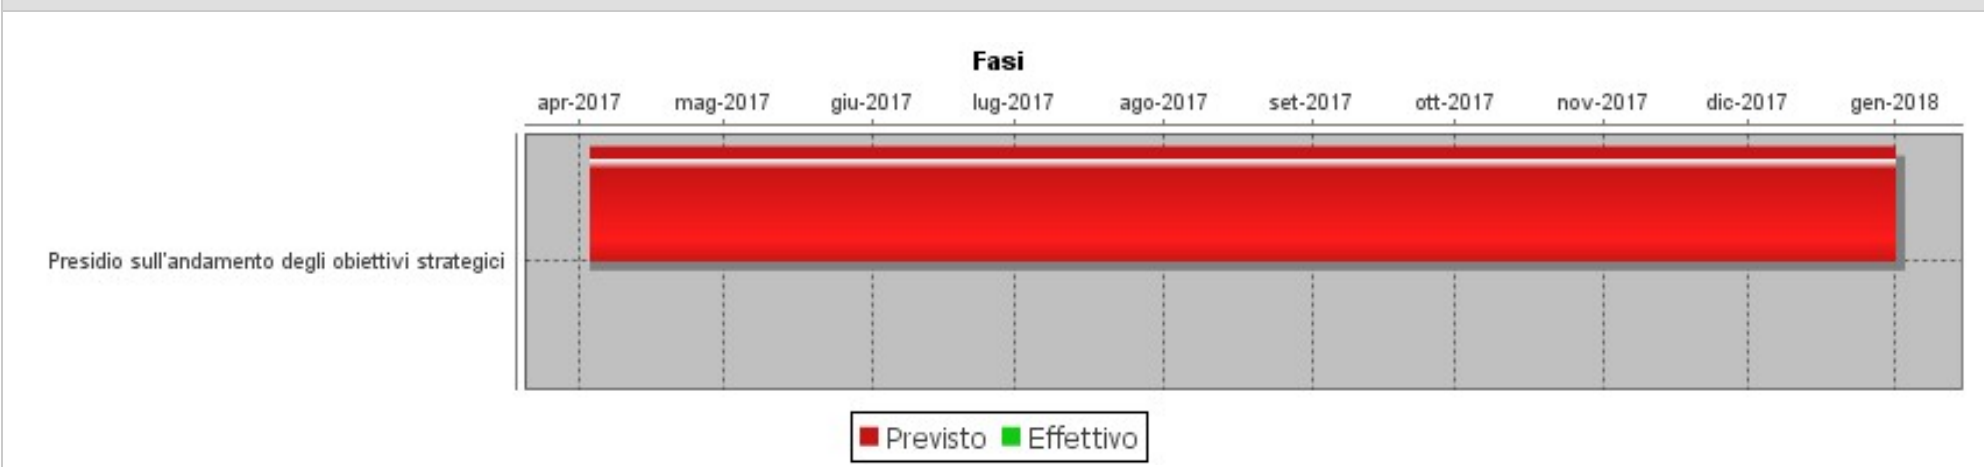 Fasi
apr-2017 mag-2017 giu-2017 lug-2017 ago-2017 set-2017 ott-2017 nov-2017 dic-2017 gen-2018
Presidio sull'andamento degli obiettivi strategici
Previsto Effettivo